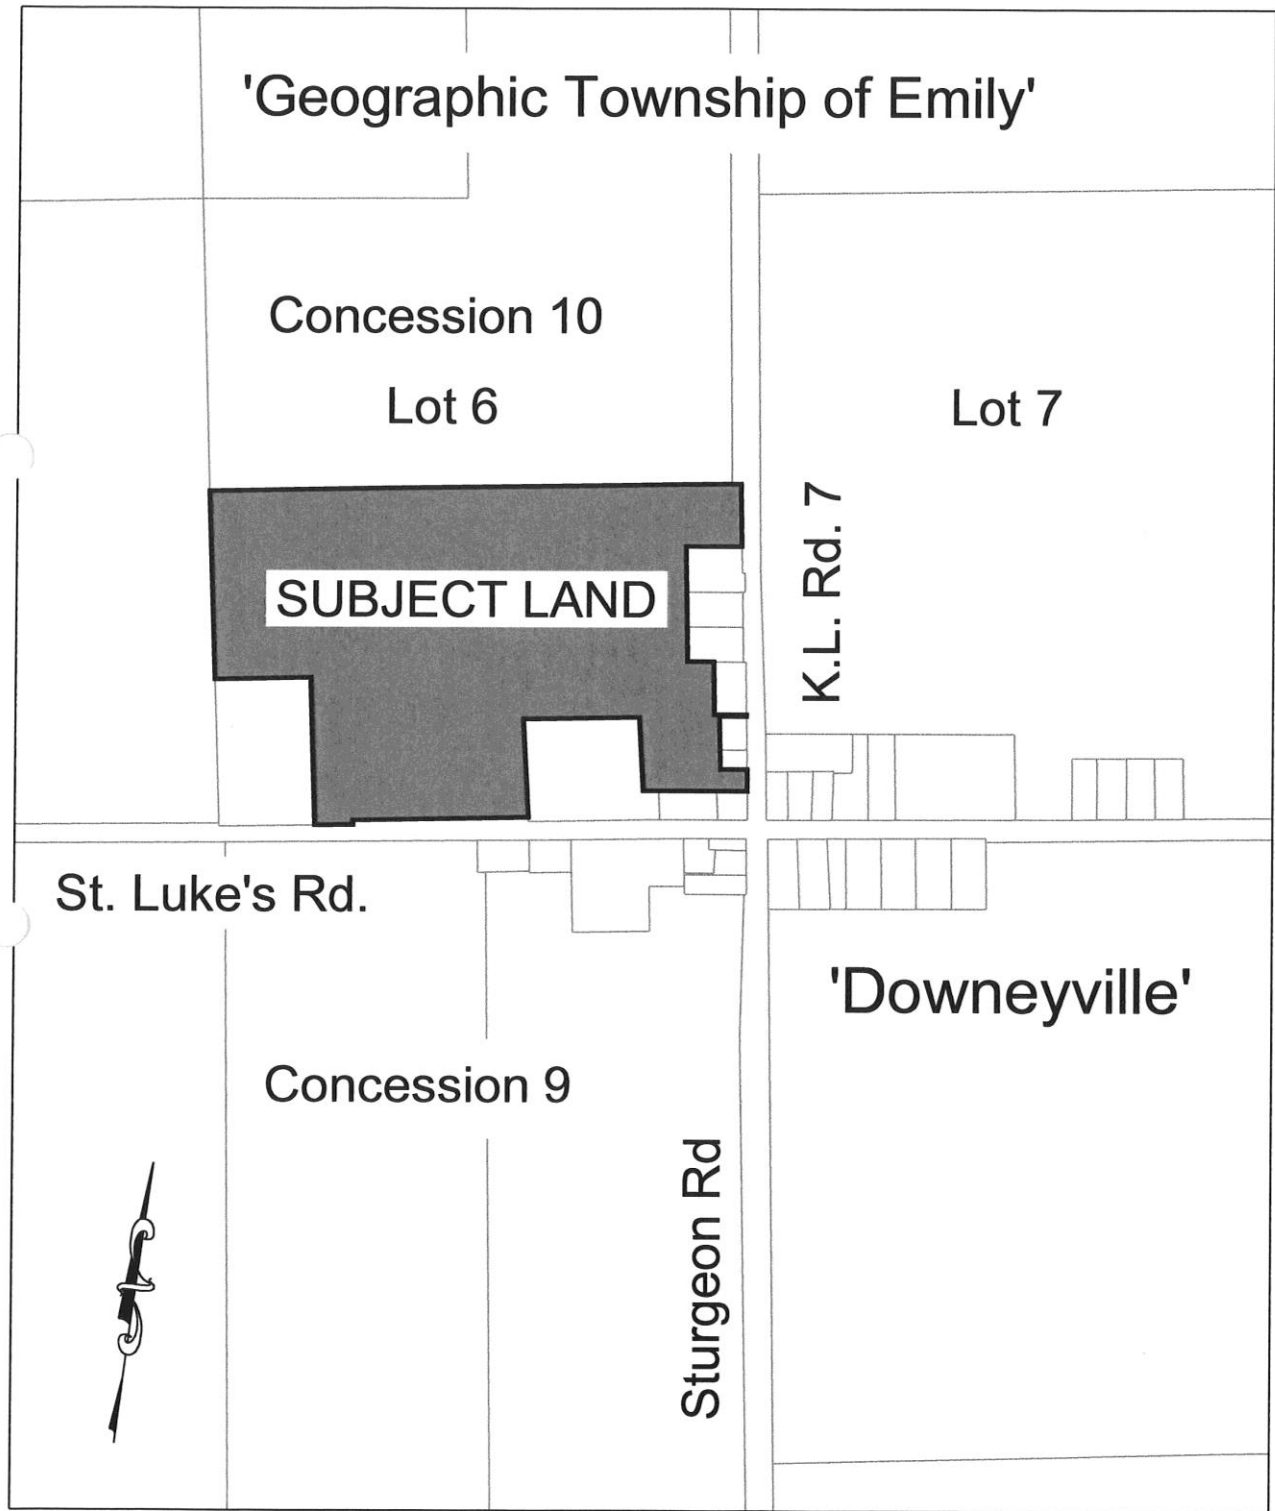 'Geographic Township of Emily'
Concession 10
Lot 6
Lot 7
SUBJECT LAND
K.L. Rd. 7
St. Luke's Rd.
'Downeyville'
Concession 9
Sturgeon Rd